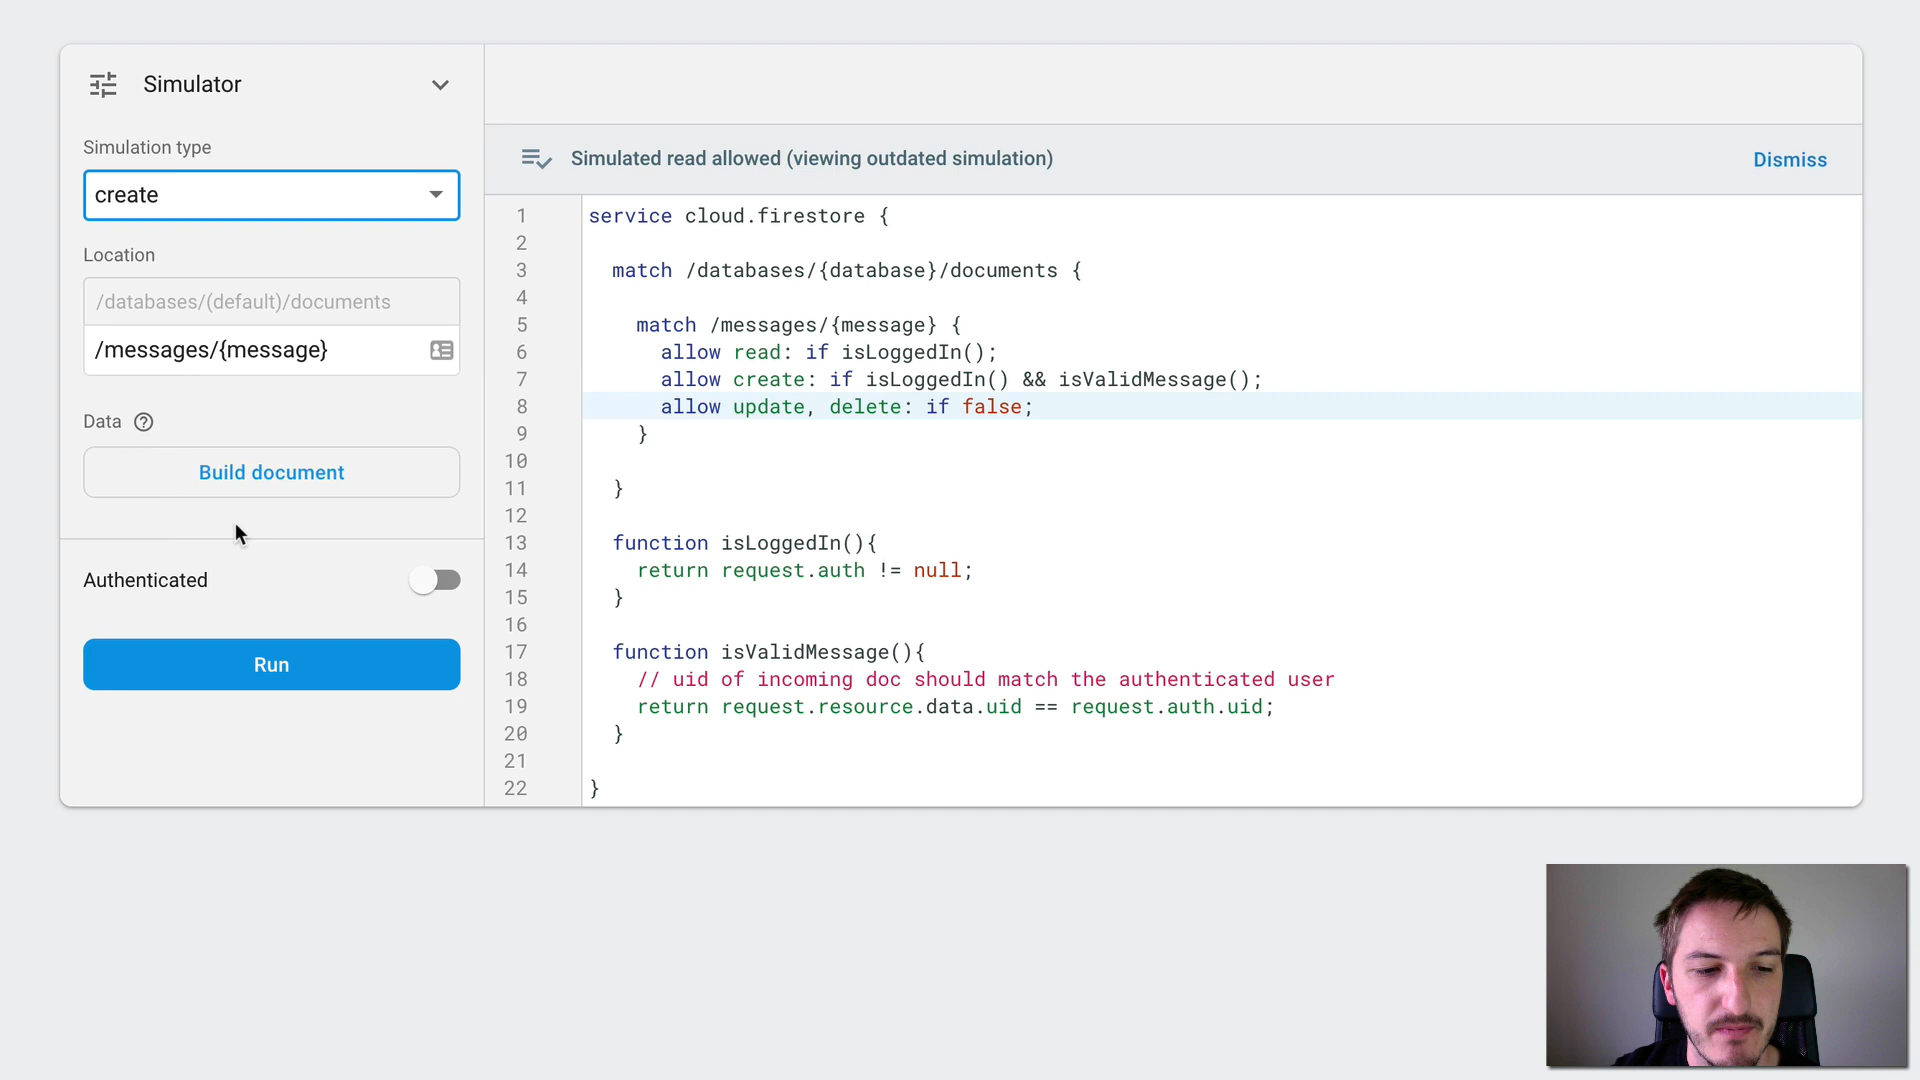 Simulator
Simulation type
create
Location
/databases/(default)/documents
/messages/{message}
Data
Build document
Authenticated
Run
Simulated read allowed (viewing outdated simulation)
Dismiss
1 service cloud.firestore {
2
3 match /databases/{database}/documents {
4
5 match /messages/{message} {
6 allow read: if isLoggedIn();
7 allow create: if isLoggedIn() && isValidMessage();
8 allow update, delete: if false;
9 }
10
11 }
12
13 function isLoggedIn(){
14 return request.auth != null;
15 }
16
17 function isValidMessage(){
18 // uid of incoming doc should match the authenticated user
19 return request.resource.data.uid == request.auth.uid;
20 }
21
22 }